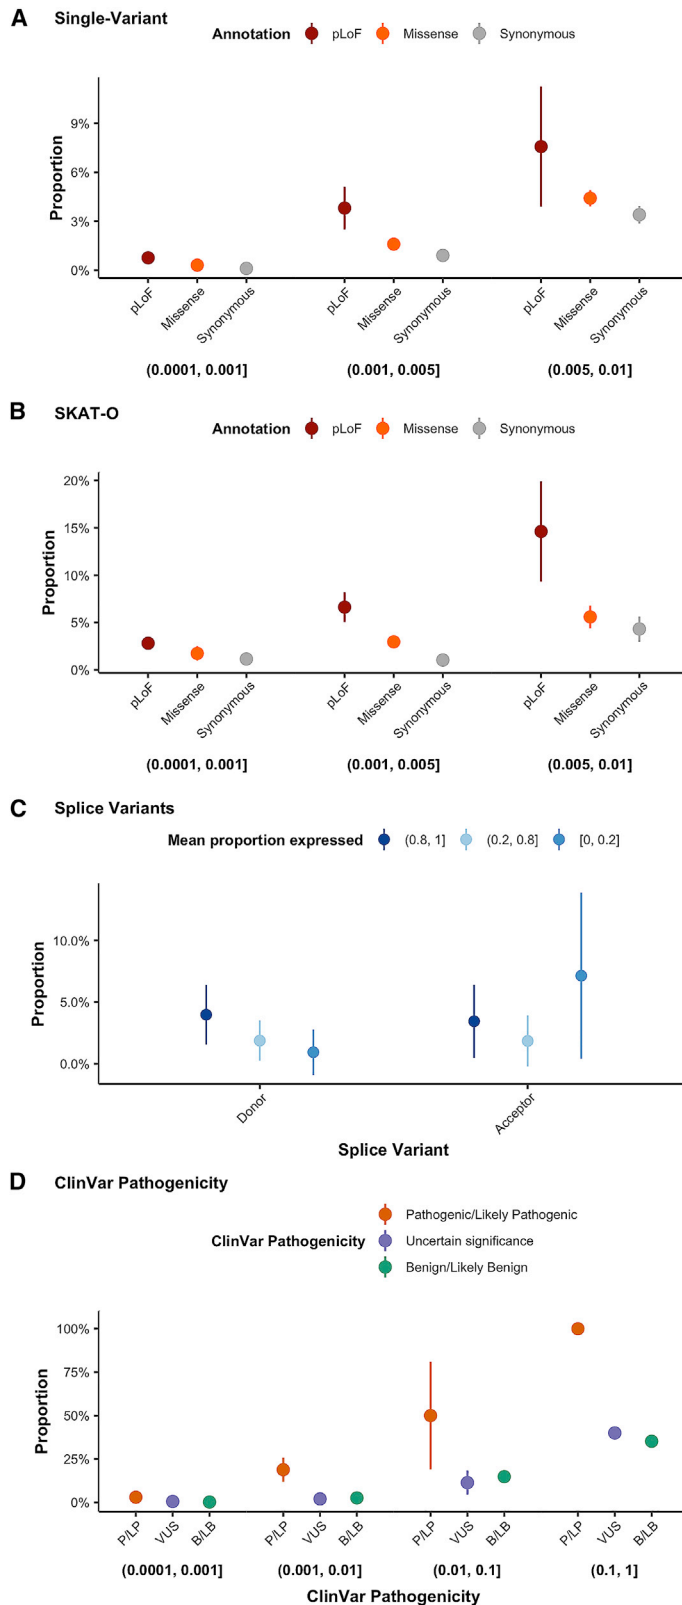 A Single-Variant
Annotation pLoF Missense Synonymous
Proportion
9%
6%
3%
0%
pLoF Missense Synonymous pLoF Missense Synonymous pLoF Missense Synonymous
(0.0001, 0.001] (0.001, 0.005] (0.005, 0.01]
B SKAT-O
Annotation pLoF Missense Synonymous
Proportion
20%
15%
10%
5%
0%
pLoF Missense Synonymous pLoF Missense Synonymous pLoF Missense Synonymous
(0.0001, 0.001] (0.001, 0.005] (0.005, 0.01]
C Splice Variants
Mean proportion expressed (0.8, 1] (0.2, 0.8] [0, 0.2]
Proportion
10.0%
5.0%
0.0%
Donor Acceptor
Splice Variant
D ClinVar Pathogenicity
Pathogenic/Likely Pathogenic
ClinVar Pathogenicity Uncertain significance
Benign/Likely Benign
Proportion
100%
75%
50%
25%
0%
P/LP VUS B/LB P/LP VUS B/LB P/LP VUS B/LB P/LP VUS B/LB
(0.0001, 0.001] (0.001, 0.01] (0.01, 0.1] (0.1, 1]
ClinVar Pathogenicity